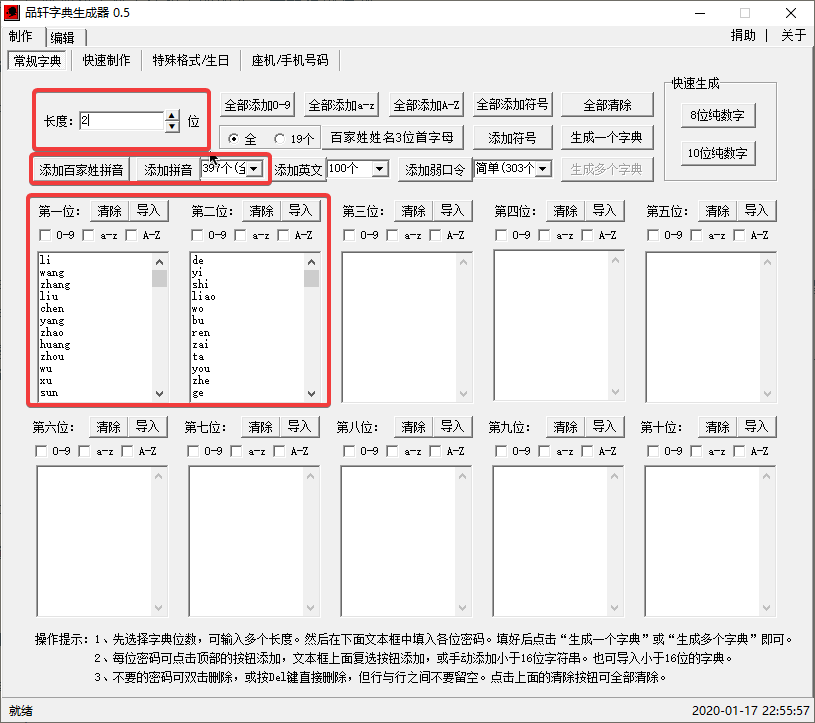 品轩字典生成器 0.5
制作 编辑 捐助 | 关于
常规字典 快速制作 特殊格式/生日 座机/手机号码
长度: 2 位 全部添加0-9 全部添加a-z 全部添加A-Z 全部添加符号 全部清除 快速生成
全 19个 百家姓姓名3位首字母 添加符号 生成一个字典 8位纯数字
添加百家姓拼音 添加拼音 397个(全 添加英文 100个 添加弱口令 简单(303个 生成多个字典 10位纯数字
第一位: 清除 导入 第二位: 清除 导入 第三位: 清除 导入 第四位: 清除 导入 第五位: 清除 导入
0-9 a-z A-Z 0-9 a-z A-Z 0-9 a-z A-Z 0-9 a-z A-Z 0-9 a-z A-Z
li de
wang yi
zhang shi
liu liao
chen wo
yang bu
zhao ren
huang zai
zhou ta
wu you
xu zhe
sun ge
第六位: 清除 导入 第七位: 清除 导入 第八位: 清除 导入 第九位: 清除 导入 第十位: 清除 导入
0-9 a-z A-Z 0-9 a-z A-Z 0-9 a-z A-Z 0-9 a-z A-Z 0-9 a-z A-Z
操作提示: 1、先选择字典位数，可输入多个长度。然后在下面文本框中填入各位密码。填好后点击“生成一个字典”或“生成多个字典”即可。
2、每位密码可点击顶部的按钮添加，文本框上面复选按钮添加，或手动添加小于16位字符串。也可导入小于16位的字典。
3、不要的密码可双击删除，或按Del键直接删除，但行与行之间不要留空。点击上面的清除按钮可全部清除。
就绪 2020-01-17 22:55:57